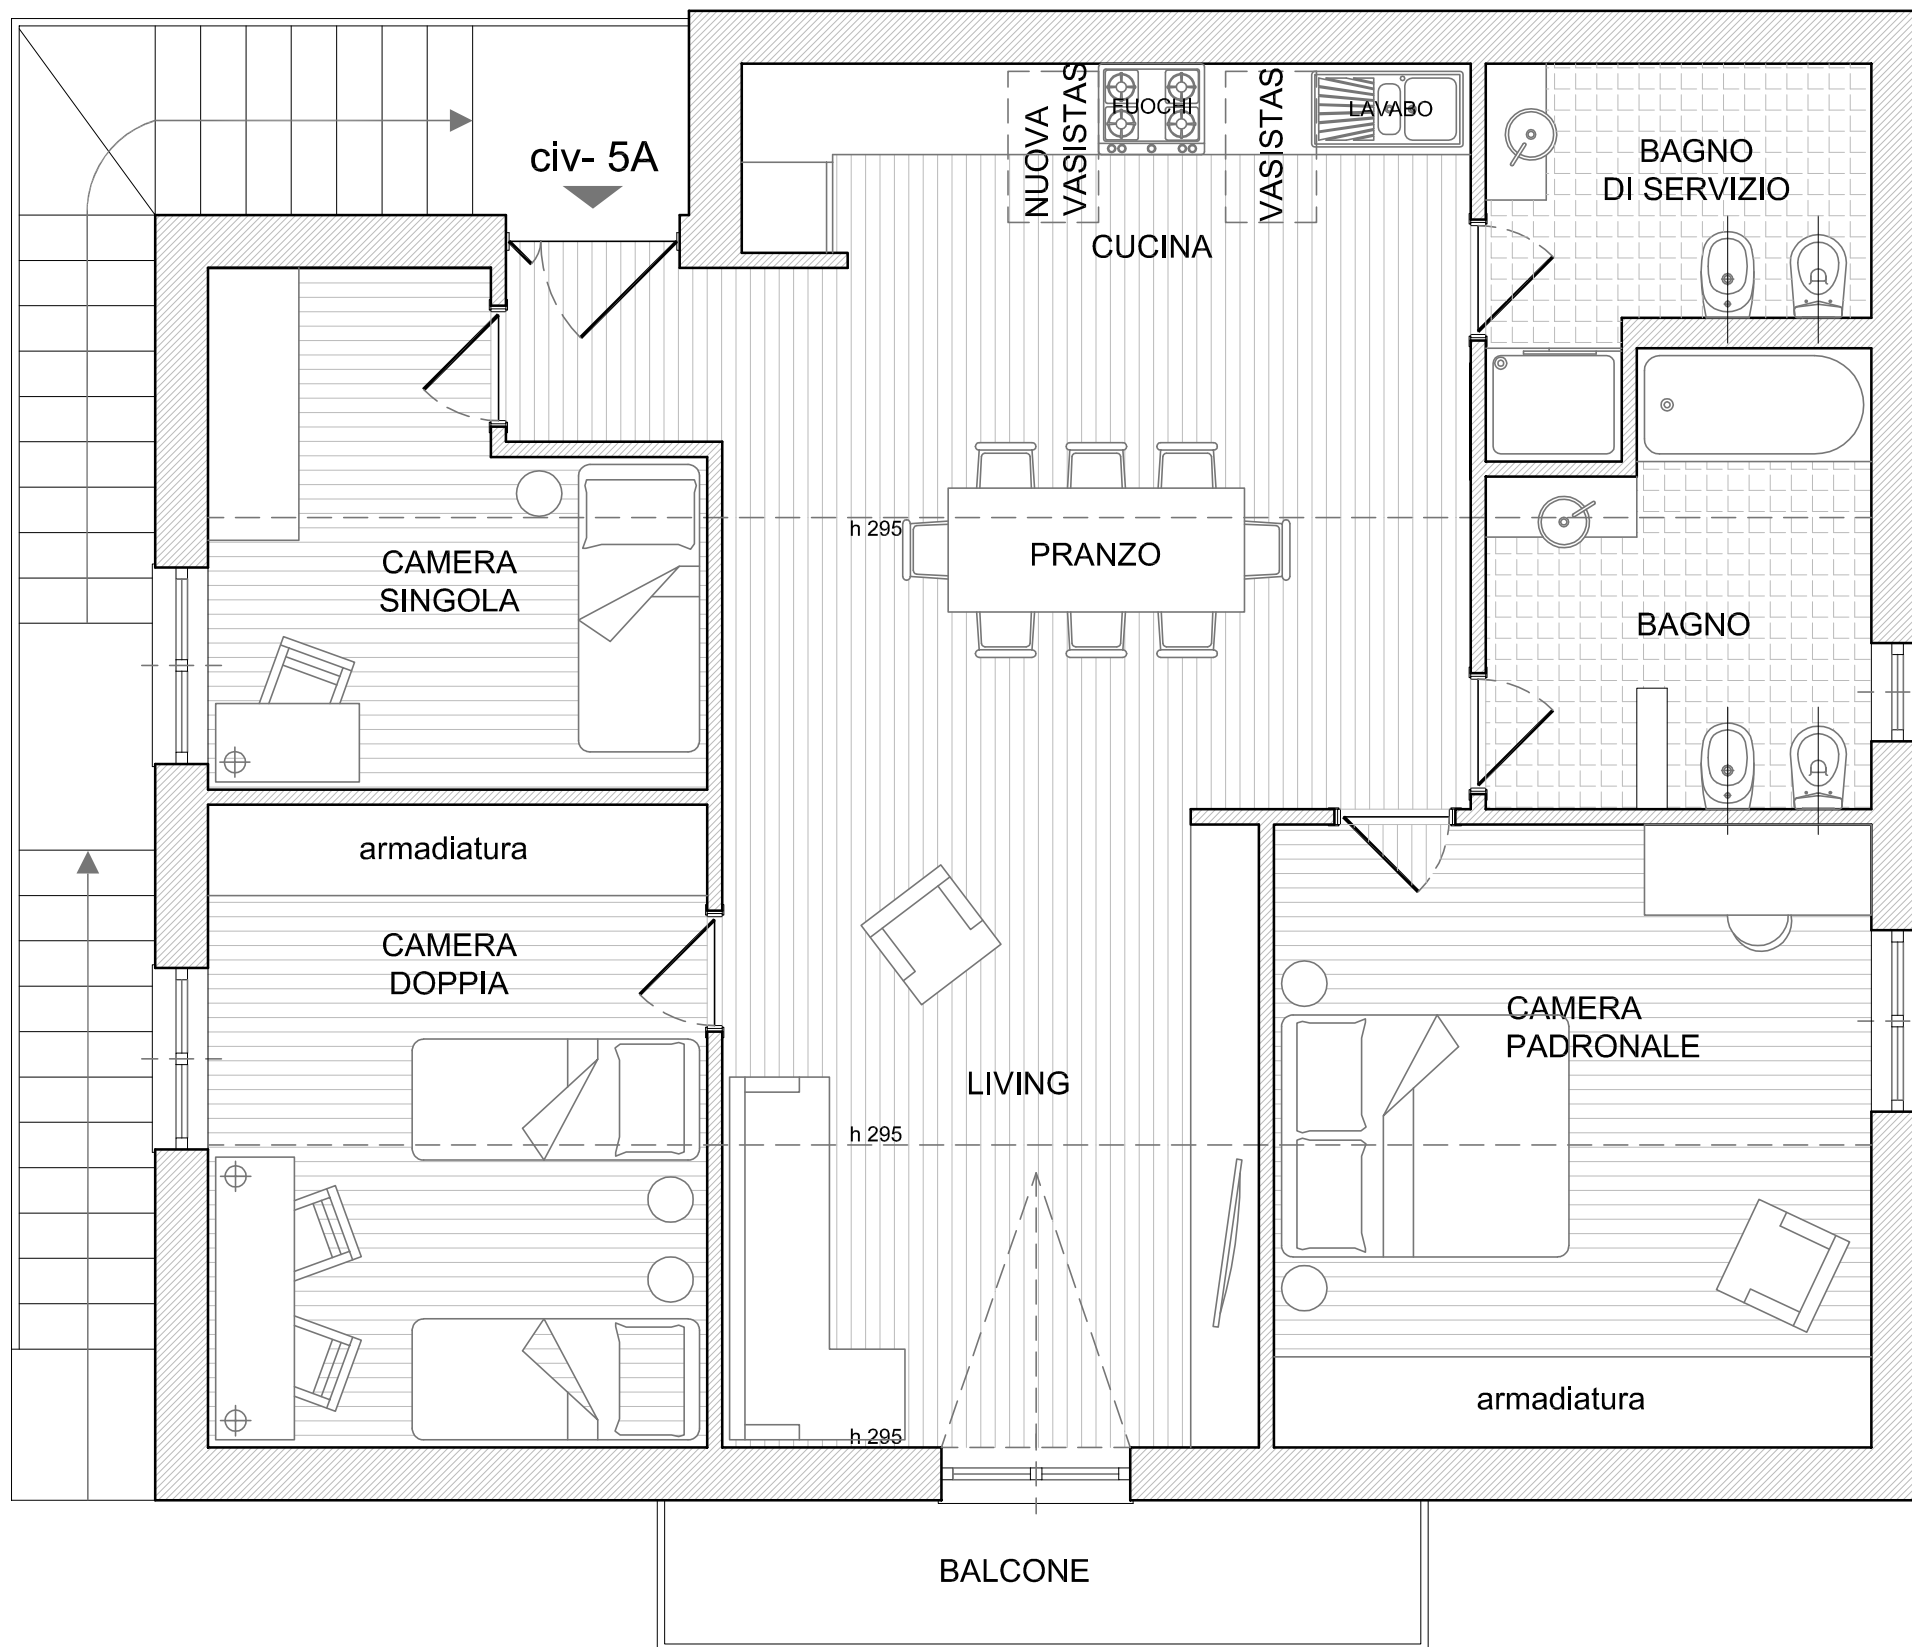 civ- 5A
NUOVA
VASISTAS
FUOCHI
VASISTAS
LAVABO
BAGNO
DI SERVIZIO
CUCINA
CAMERA
SINGOLA
h 295
PRANZO
BAGNO
armadiatura
CAMERA
DOPPIA
CAMERA
PADRONALE
LIVING
h 295
armadiatura
h 295
BALCONE